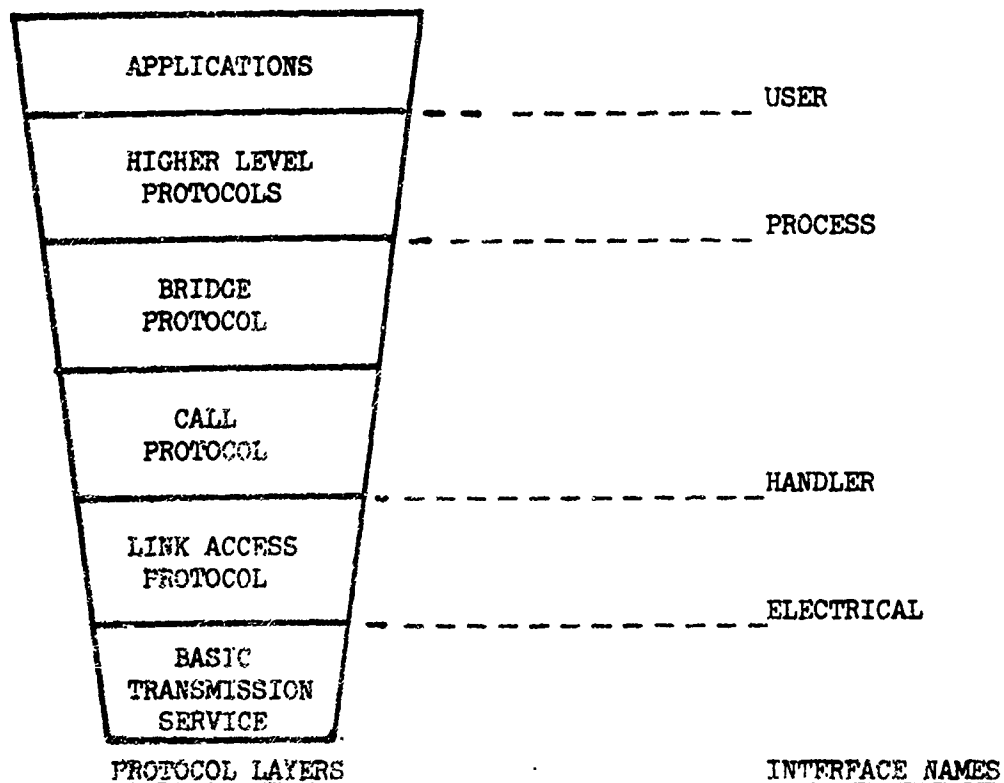 APPLICATIONS
USER
HIGHER LEVEL
PROTOCOLS
PROCESS
BRIDGE
PROTOCOL
CALL
PROTOCOL
HANDLER
LINK ACCESS
PROTOCOL
ELECTRICAL
BASIC
TRANSMISSION
SERVICE
PROTOCOL LAYERS
INTERFACE NAMES